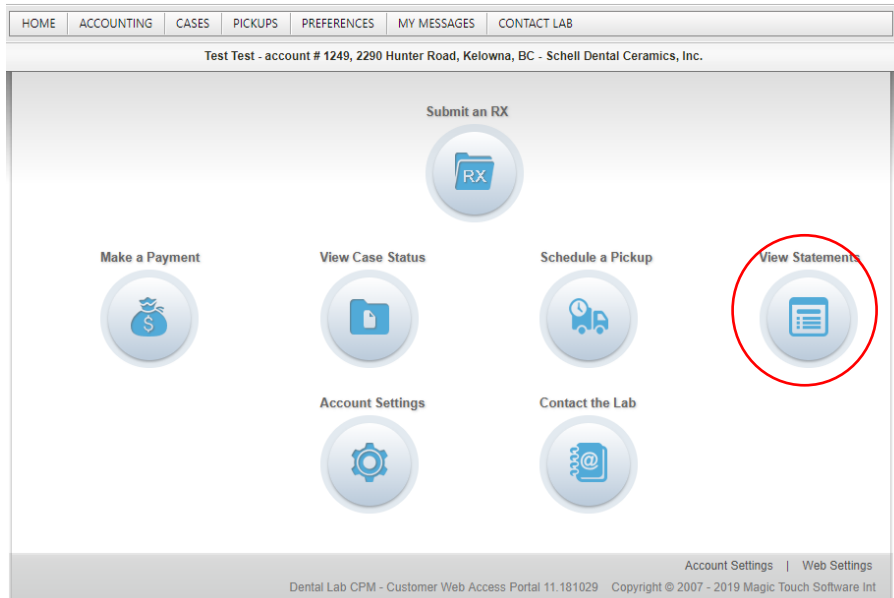 HOME ACCOUNTING CASES PICKUPS PREFERENCES MY MESSAGES CONTACT LAB
Test Test - account # 1249, 2290 Hunter Road, Kelowna, BC - Schell Dental Ceramics, Inc.
Submit an RX
RX
Make a Payment View Case Status Schedule a Pickup View Statements
$
Account Settings Contact the Lab
@
Account Settings | Web Settings
Dental Lab CPM - Customer Web Access Portal 11.181029 Copyright © 2007 - 2019 Magic Touch Software Int